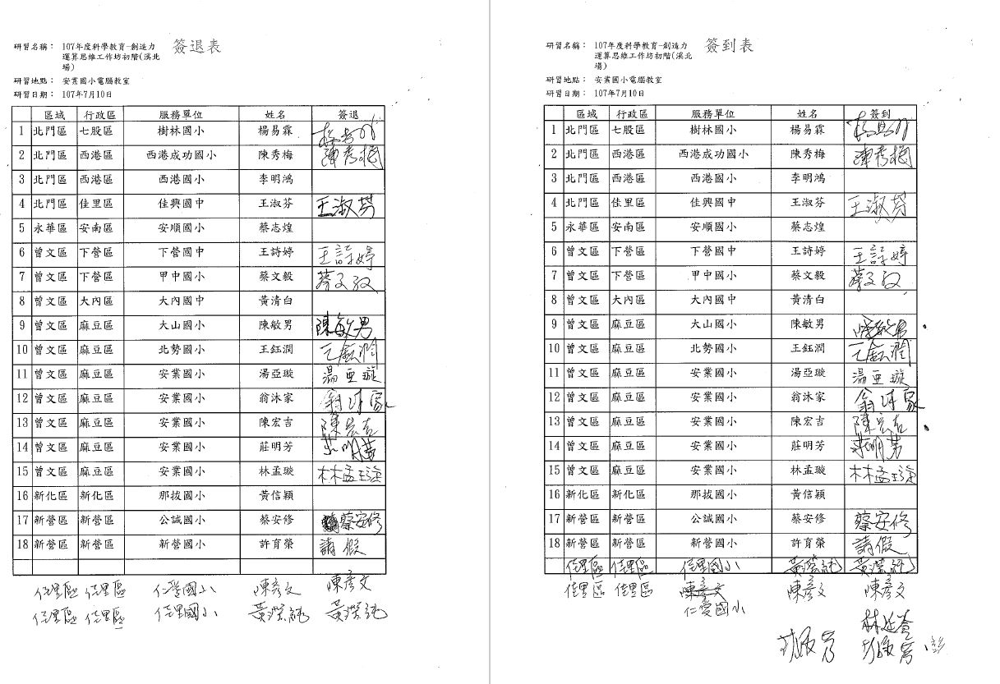 研習名稱： 107年度科學教育-創造力 簽退表
運算思維工作坊初階(溪北
場)
研習地點： 安業國小電腦教室
研習日期： 107年7月10日
區域 行政區 服務單位 姓名 簽退
1 北門區 七股區 樹林國小 楊易霖
2 北門區 西港區 西港成功國小 陳秀梅 陳秀梅
3 北門區 西港區 西港國小 李明鴻
4 北門區 佳里區 佳興國中 王淑芬 王淑芬
5 永華區 安南區 安順國小 蔡志煌
6 曾文區 下營區 下營國中 王詩婷 王詩婷
7 曾文區 下營區 甲中國小 蔡文毅 蔡文毅
8 曾文區 大內區 大內國中 黃清白
9 曾文區 麻豆區 大山國小 陳敏男 陳敏男
10 曾文區 麻豆區 北勢國小 王鈺潤 王鈺潤
11 曾文區 麻豆區 安業國小 湯亞璇 湯亞璇
12 曾文區 麻豆區 安業國小 翁沐家 翁沐家
13 曾文區 麻豆區 安業國小 陳宏吉 陳宏吉
14 曾文區 麻豆區 安業國小 莊明芳 莊明芳
15 曾文區 麻豆區 安業國小 林孟璇 林孟璇
16 新化區 新化區 那拔國小 黃信穎
17 新營區 新營區 公誠國小 蔡安修 蔡安修
18 新營區 新營區 新營國小 許育榮 請假
佳里區 佳里區 仁愛國小 陳彥文 陳彥文
佳里區 佳里區 佳里國小 黃瀅純 黃瀅純
研習名稱： 107年度科學教育-創造力 簽到表
運算思維工作坊初階(溪北
場)
研習地點： 安業國小電腦教室
研習日期： 107年7月10日
區域 行政區 服務單位 姓名 簽到
1 北門區 七股區 樹林國小 楊易霖
2 北門區 西港區 西港成功國小 陳秀梅 陳秀梅
3 北門區 西港區 西港國小 李明鴻
4 北門區 佳里區 佳興國中 王淑芬 王淑芬
5 永華區 安南區 安順國小 蔡志煌
6 曾文區 下營區 下營國中 王詩婷 王詩婷
7 曾文區 下營區 甲中國小 蔡文毅 蔡文毅
8 曾文區 大內區 大內國中 黃清白
9 曾文區 麻豆區 大山國小 陳敏男 陳敏男
10 曾文區 麻豆區 北勢國小 王鈺潤 王鈺潤
11 曾文區 麻豆區 安業國小 湯亞璇 湯亞璇
12 曾文區 麻豆區 安業國小 翁沐家 翁沐家
13 曾文區 麻豆區 安業國小 陳宏吉 陳宏吉
14 曾文區 麻豆區 安業國小 莊明芳 莊明芳
15 曾文區 麻豆區 安業國小 林孟璇 林孟璇
16 新化區 新化區 那拔國小 黃信穎
17 新營區 新營區 公誠國小 蔡安修 蔡安修
18 新營區 新營區 新營國小 許育榮 請假
佳里區 佳里區 佳里國小 黃瀅純 黃瀅純
佳里區 佳里區 陳彥文 陳彥文 陳彥文
仁愛國小